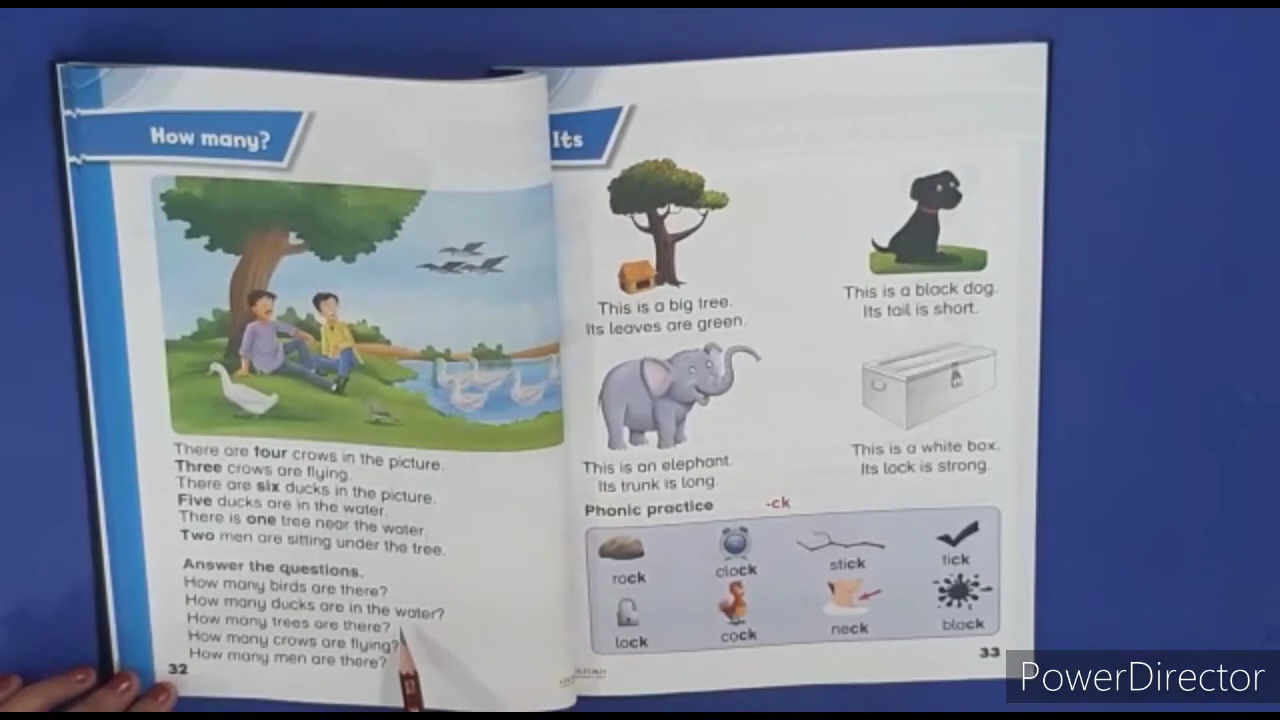 How many?
There are four crows in the picture.
Three crows are flying.
There are six ducks in the picture.
Five ducks are in the water.
There is one tree near the water.
Two men are sitting under the tree.
Answer the questions.
How many birds are there?
How many ducks are in the water?
How many trees are there?
How many crows are flying?
How many men are there?
32
Its
This is a big tree.
Its leaves are green.
This is a black dog.
Its tail is short.
This is an elephant.
Its trunk is long.
This is a white box.
Its lock is strong.
Phonic practice -ck
rock clock stick tick
lock cock neck black
33
PowerDirector